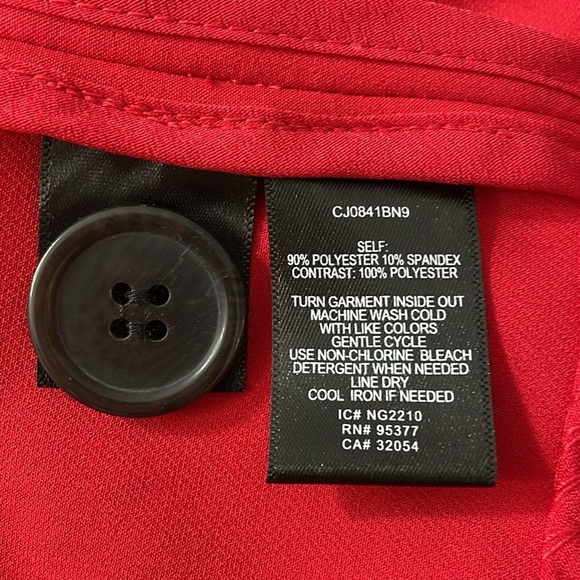 CJ0841BN9
SELF:
90% POLYESTER 10% SPANDEX
CONTRAST: 100% POLYESTER
TURN GARMENT INSIDE OUT
MACHINE WASH COLD
WITH LIKE COLORS
GENTLE CYCLE
USE NON-CHLORINE BLEACH
DETERGENT WHEN NEEDED
LINE DRY
COOL IRON IF NEEDED
IC# NG2210
RN# 95377
CA# 32054